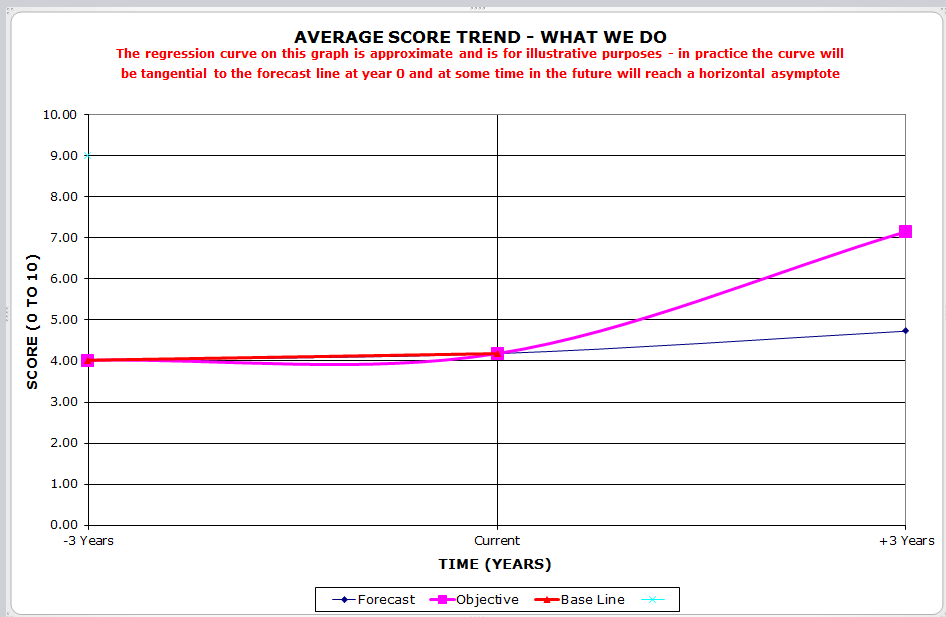 AVERAGE SCORE TREND - WHAT WE DO
The regression curve on this graph is approximate and is for illustrative purposes - in practice the curve will
be tangential to the forecast line at year 0 and at some time in the future will reach a horizontal asymptote
10.00
9.00
8.00
7.00
6.00
5.00
4.00
3.00
2.00
1.00
0.00
SCORE (0 TO 10)
-3 Years Current +3 Years
TIME (YEARS)
Forecast Objective Base Line